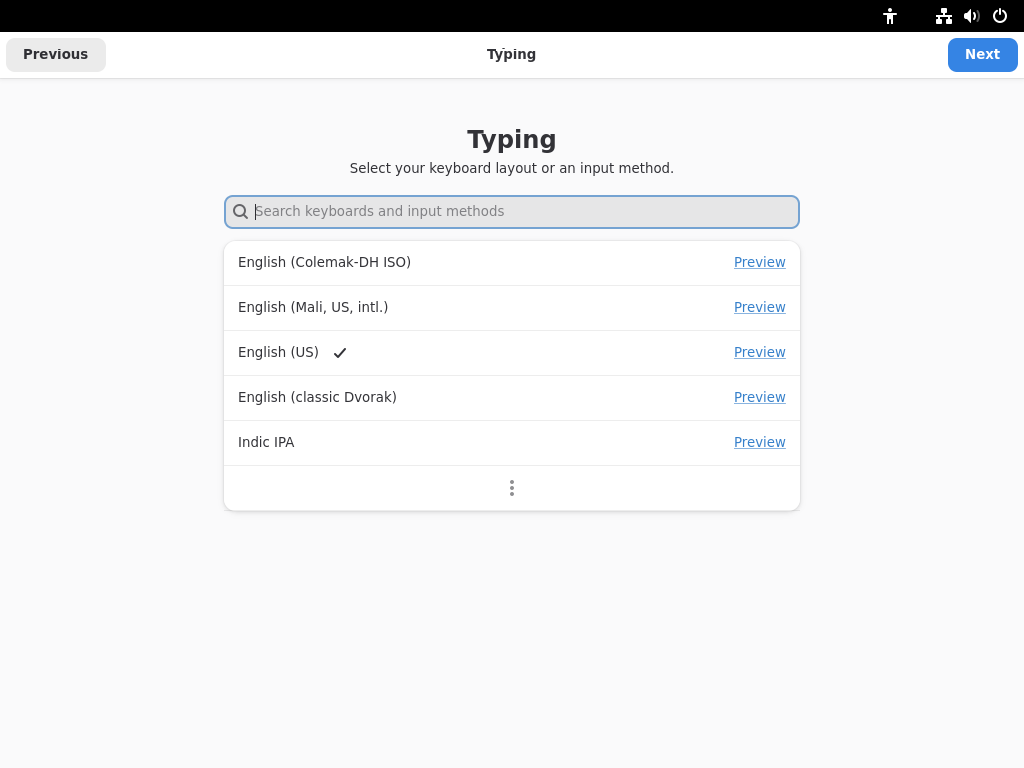 Previous
Typing
Next
Typing
Select your keyboard layout or an input method.
Search keyboards and input methods
English (Colemak-DH ISO) Preview
English (Mali, US, intl.) Preview
English (US) Preview
English (classic Dvorak) Preview
Indic IPA Preview